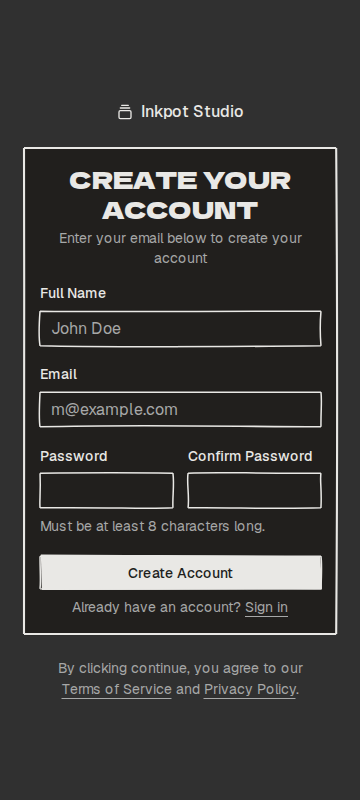 Inkpot Studio
CREATE YOUR
ACCOUNT
Enter your email below to create your
account
Full Name
John Doe
Email
m@example.com
Password
Confirm Password
Must be at least 8 characters long.
Create Account
Already have an account? Sign in
By clicking continue, you agree to our
Terms of Service and Privacy Policy.